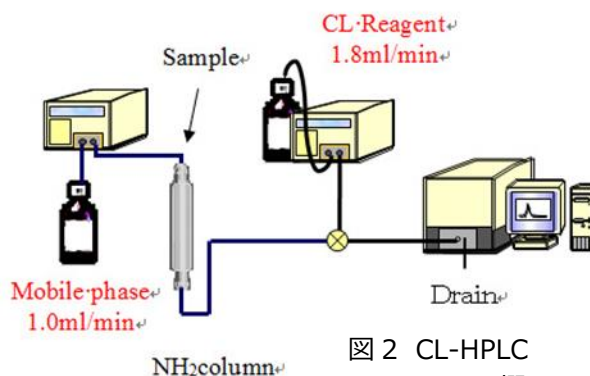 CL·Reagent↵
1.8ml/min↵
Sample↵
Mobile·phase↵
1.0ml/min↵
Drain↵
図 2 CL-HPLC
NH2column↵